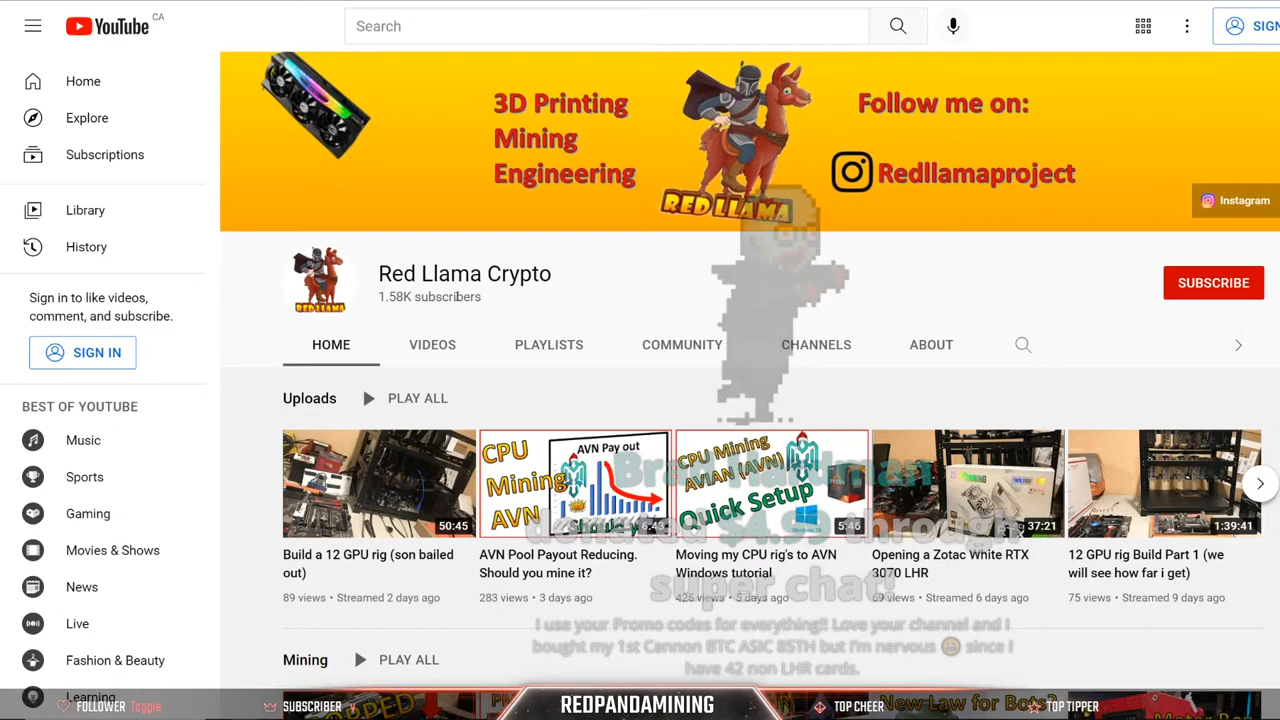 YouTube CA
Search
SIGN
Home
Explore
Subscriptions
Library
History
Sign in to like videos,
comment, and subscribe.
SIGN IN
BEST OF YOUTUBE
Music
Sports
Gaming
Movies & Shows
News
Live
Fashion & Beauty
Learning
3D Printing
Mining
Engineering
RED LLAMA
Follow me on:
Redllamaproject
Instagram
RED LLAMA
Red Llama Crypto
1.58K subscribers
SUBSCRIBE
HOME VIDEOS PLAYLISTS COMMUNITY CHANNELS ABOUT
Uploads PLAY ALL
50:45
CPU
Mining
AVN
AVN Pay out
Should you
6:43
CPU Mining
AVIAN (AVN)
Quick Setup
5:46
37:21
1:39:41
Build a 12 GPU rig (son bailed
out)
89 views • Streamed 2 days ago
AVN Pool Payout Reducing.
Should you mine it?
283 views • 3 days ago
Moving my CPU rig's to AVN
Windows tutorial
426 views • 5 days ago
Opening a Zotac White RTX
3070 LHR
69 views • Streamed 6 days ago
12 GPU rig Build Part 1 (we
will see how far i get)
75 views • Streamed 9 days ago
donated $4.99 through
super chat!
I use your Promo codes for everything!! Love your channel and I
bought my 1st Cannon BTC ASIC 85TH but I'm nervous 😬 since I
have 42 non LHR cards.
Mining PLAY ALL
New Law for Bots?
FOLLOWER Toggie
SUBSCRIBER
REDPANDAMINING
TOP CHEER
TOP TIPPER